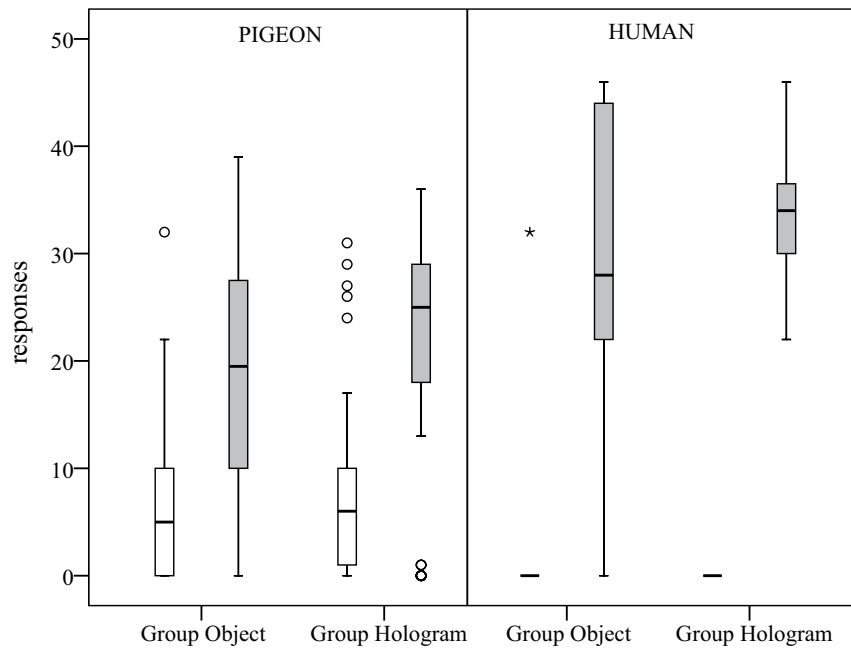 PIGEON
HUMAN
responses
50
40
30
20
10
0
Group Object
Group Hologram
Group Object
Group Hologram